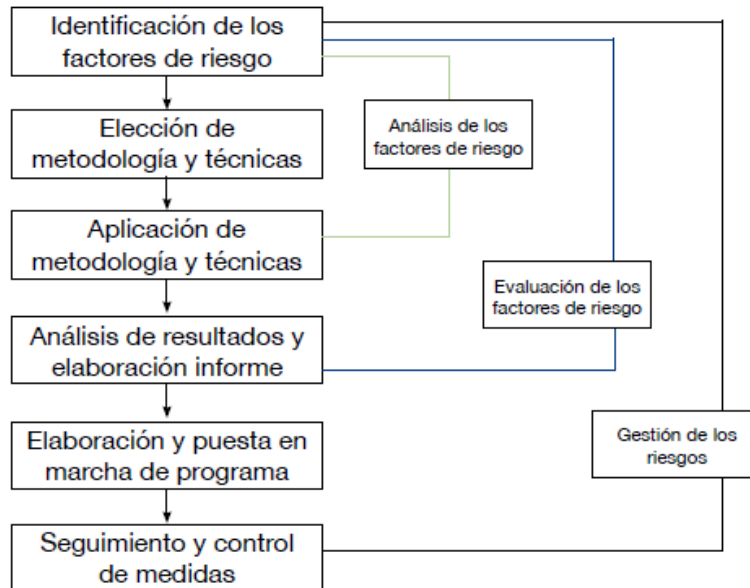 Identificación de los
factores de riesgo
Elección de
metodología y técnicas
Análisis de los
factores de riesgo
Aplicación de
metodología y técnicas
Evaluación de los
factores de riesgo
Análisis de resultados y
elaboración informe
Elaboración y puesta en
marcha de programa
Gestión de los
riesgos
Seguimiento y control
de medidas